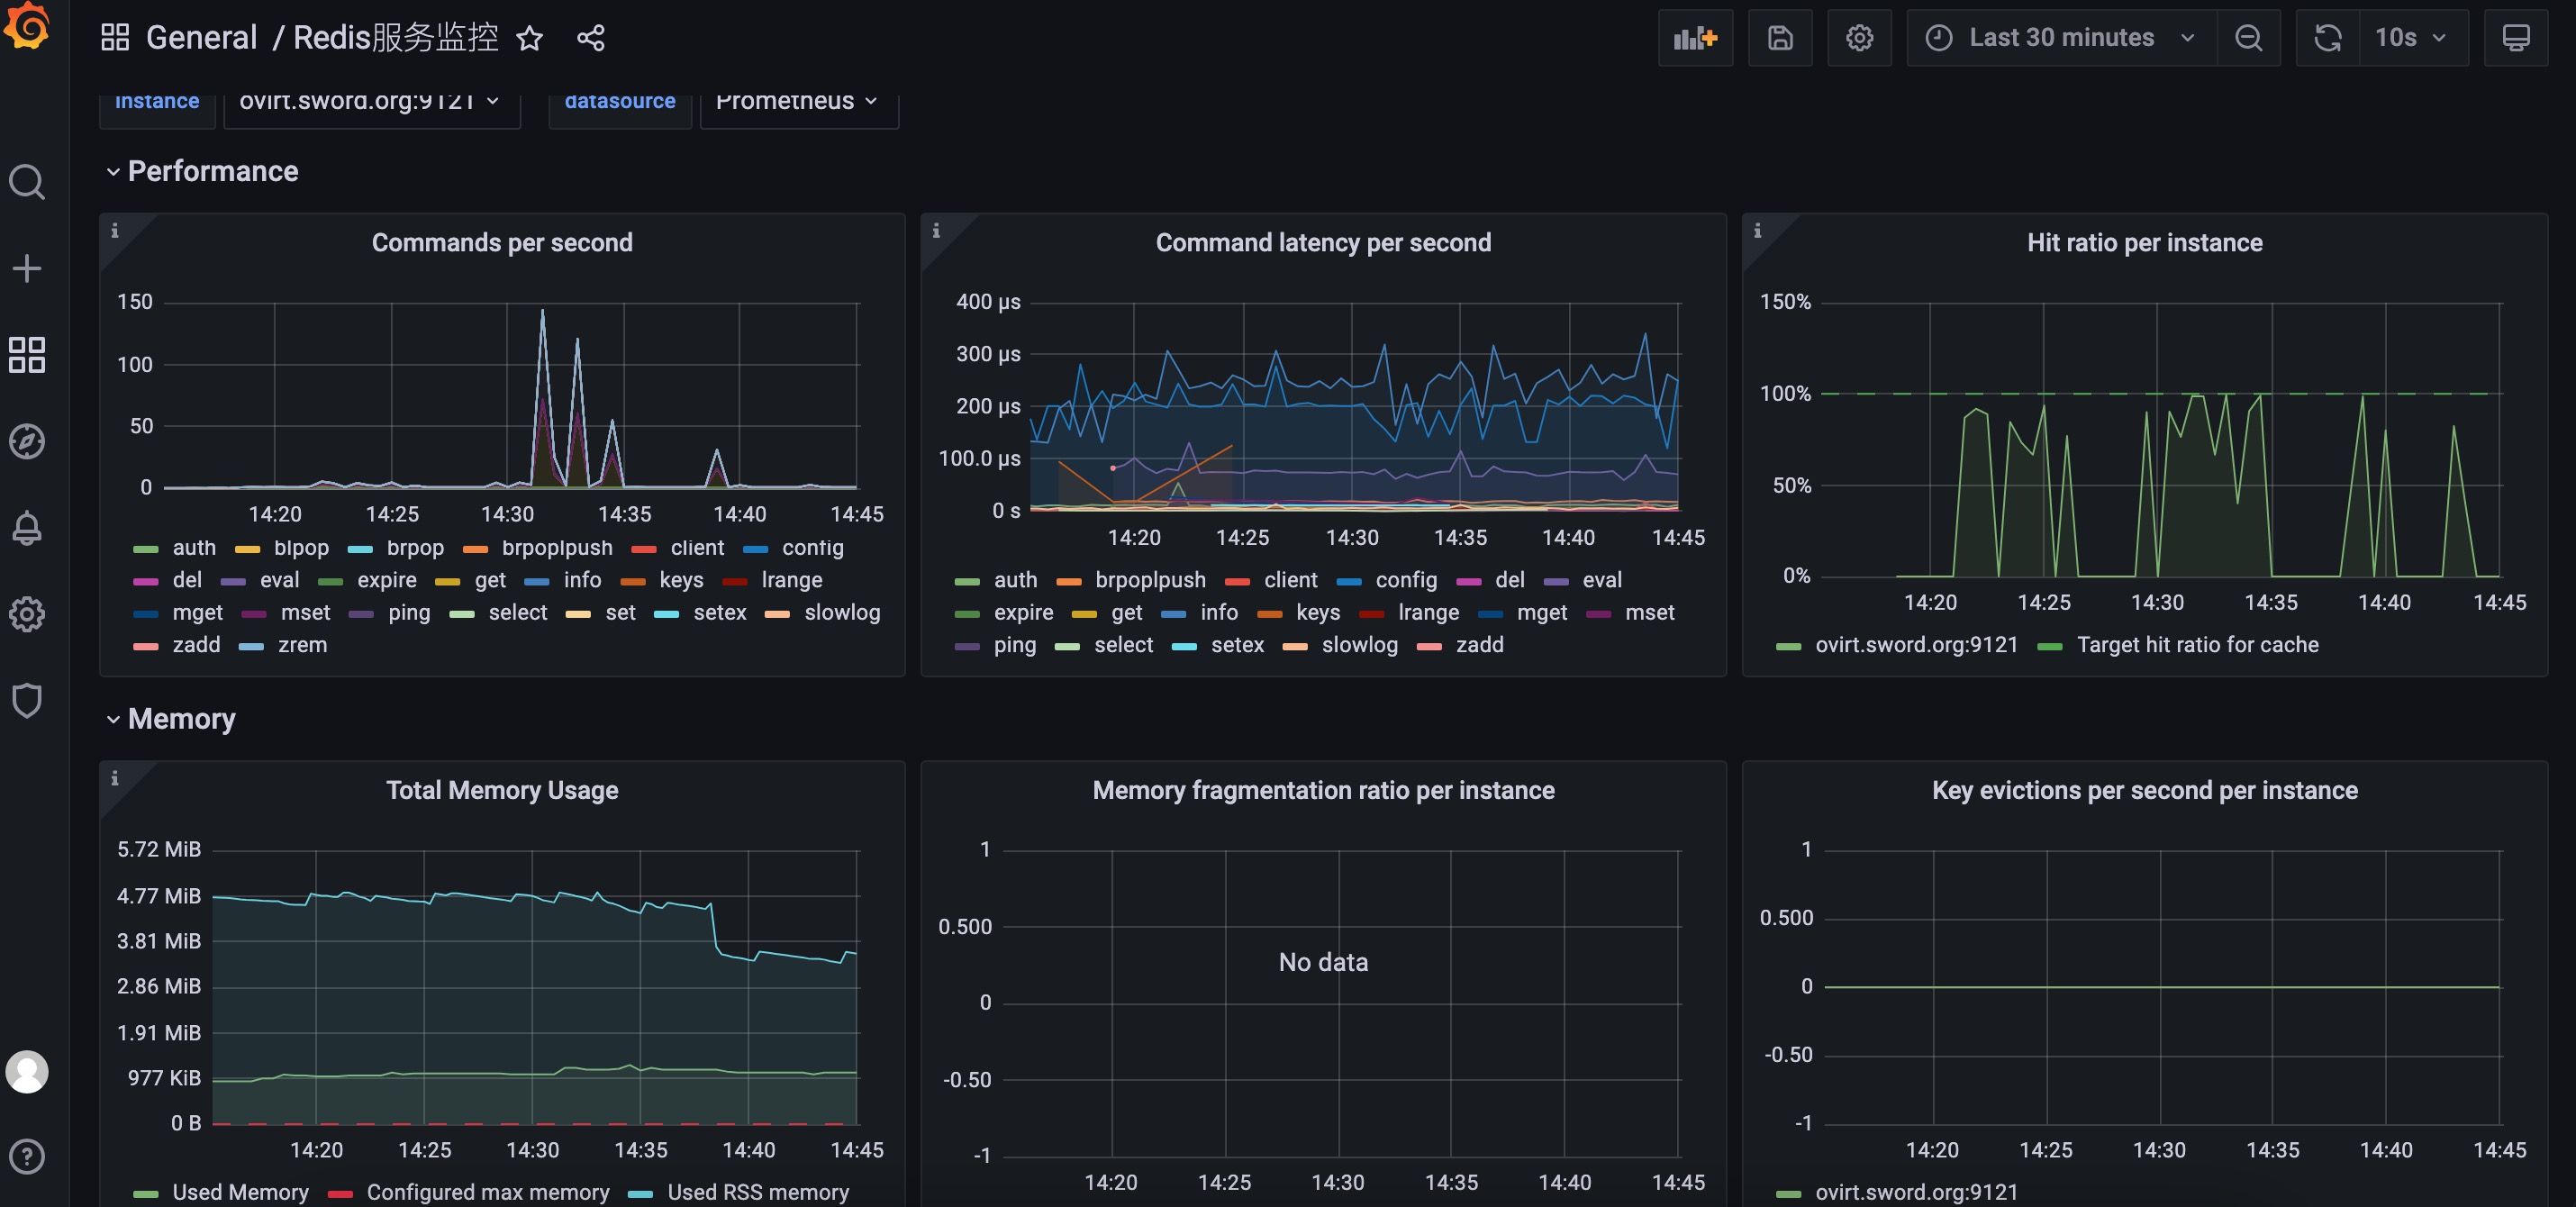 General / Redis服务监控
Last 30 minutes
10s
instance ovirt.sword.org:9121 datasource Prometheus
Performance
Commands per second
150
100
50
0
14:20 14:25 14:30 14:35 14:40 14:45
auth blpop brpop brpoplpush client config
del eval expire get info keys lrange
mget mset ping select set setex slowlog
zadd zrem
Command latency per second
400 µs
300 µs
200 µs
100.0 µs
0 s
14:20 14:25 14:30 14:35 14:40 14:45
auth brpoplpush client config del eval
expire get info keys lrange mget mset
ping select setex slowlog zadd
Hit ratio per instance
150%
100%
50%
0%
14:20 14:25 14:30 14:35 14:40 14:45
ovirt.sword.org:9121 Target hit ratio for cache
Memory
Total Memory Usage
5.72 MiB
4.77 MiB
3.81 MiB
2.86 MiB
1.91 MiB
977 KiB
0 B
14:20 14:25 14:30 14:35 14:40 14:45
Used Memory Configured max memory Used RSS memory
Memory fragmentation ratio per instance
1
0.500
No data
0
-0.50
-1
14:20 14:25 14:30 14:35 14:40 14:45
Key evictions per second per instance
1
0.500
0
-0.50
-1
14:20 14:25 14:30 14:35 14:40 14:45
ovirt.sword.org:9121